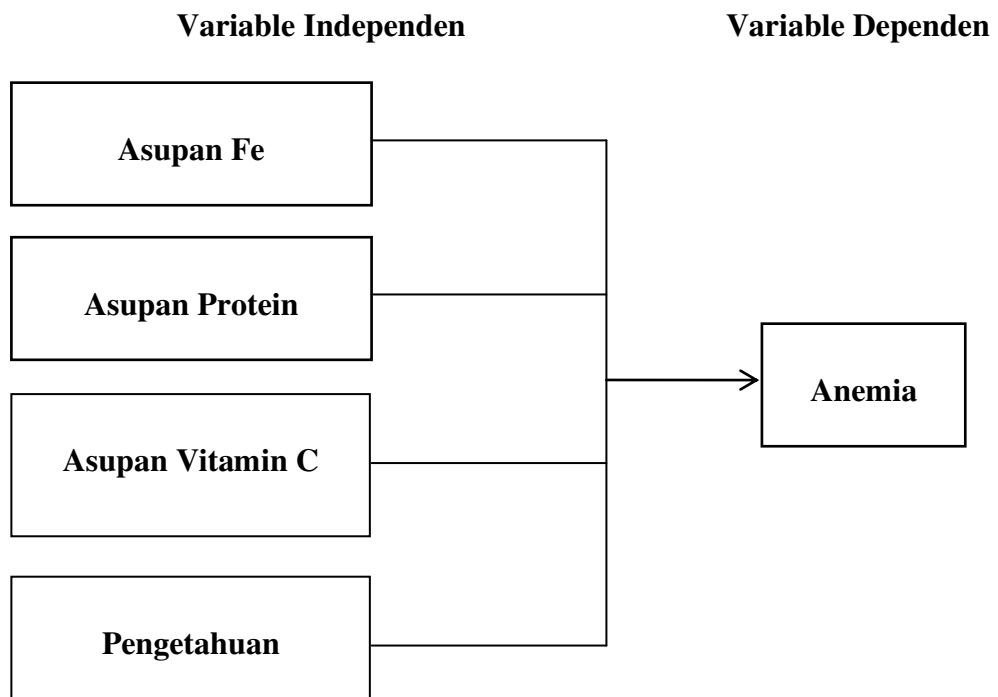 Variable Independen
Variable Dependen
Asupan Fe
Asupan Protein
Anemia
Asupan Vitamin C
Pengetahuan